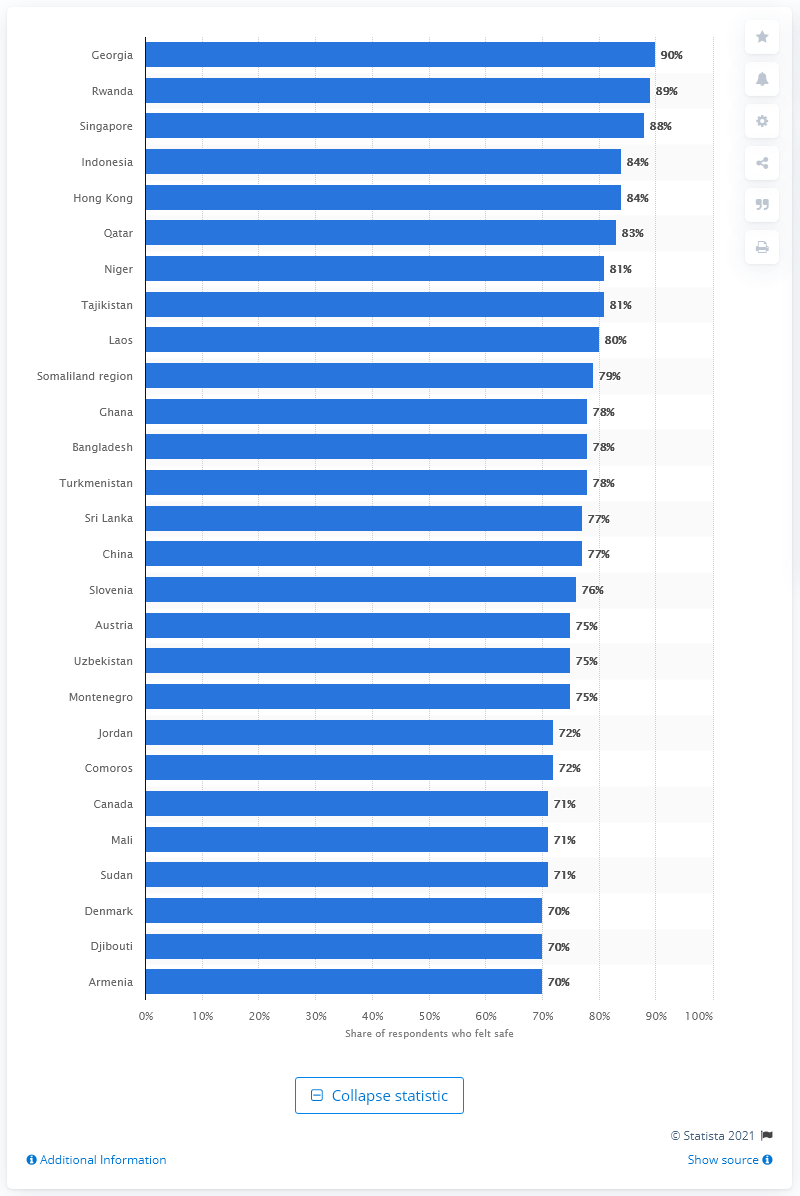 Georgia 90%
Rwanda 89%
Singapore 88%
Indonesia 84%
Hong Kong 84%
Qatar 83%
Niger 81%
Tajikistan 81%
Laos 80%
Somaliland region 79%
Ghana 78%
Bangladesh 78%
Turkmenistan 78%
Sri Lanka 77%
China 77%
Slovenia 76%
Austria 75%
Uzbekistan 75%
Montenegro 75%
Jordan 72%
Comoros 72%
Canada 71%
Mali 71%
Sudan 71%
Denmark 70%
Djibouti 70%
Armenia 70%
0% 10% 20% 30% 40% 50% 60% 70% 80% 90% 100%
Share of respondents who felt safe
Collapse statistic
© Statista 2021
Additional Information Show source